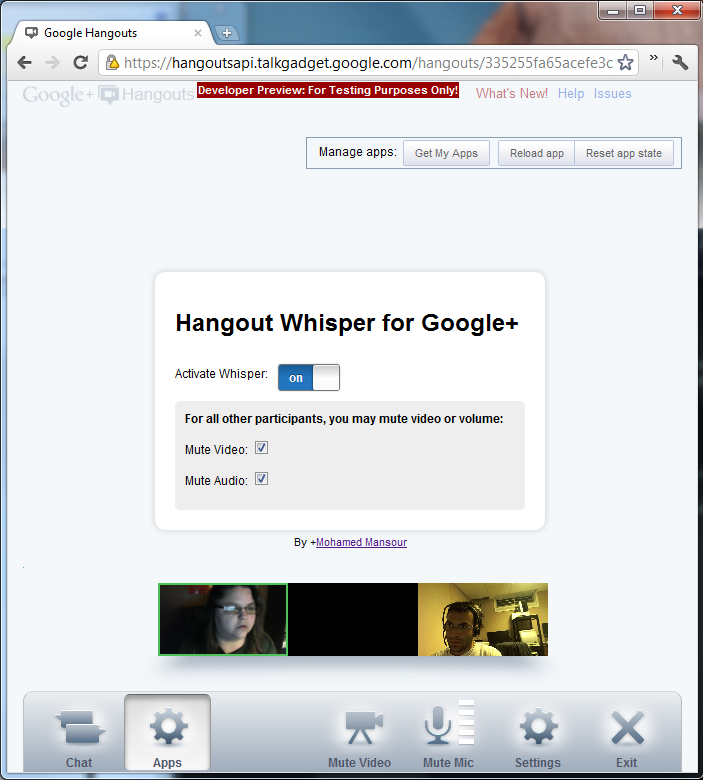 Google Hangouts
https://hangoutsapi.talkgadget.google.com/hangouts/335255fa65acefe3c
Google+ Hangouts Developer Preview: For Testing Purposes Only! What's New! Help Issues
Manage apps: Get My Apps Reload app Reset app state
Hangout Whisper for Google+
Activate Whisper: on
For all other participants, you may mute video or volume:
Mute Video:
Mute Audio:
By +Mohamed Mansour
Chat Apps Mute Video Mute Mic Settings Exit